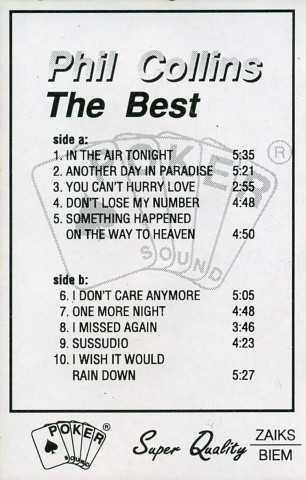 Phil Collins
The Best
side a:
1. IN THE AIR TONIGHT 5:35
2. ANOTHER DAY IN PARADISE 5:21
3. YOU CAN'T HURRY LOVE 2:55
4. DON'T LOSE MY NUMBER 4:48
5. SOMETHING HAPPENED
ON THE WAY TO HEAVEN 4:50
POKER ®
SOUND
side b:
6. I DON'T CARE ANYMORE 5:05
7. ONE MORE NIGHT 4:48
8. I MISSED AGAIN 3:46
9. SUSSUDIO 4:23
10. I WISH IT WOULD
RAIN DOWN 5:27
POKER ®
SOUND
Super Quality
ZAIKS
BIEM